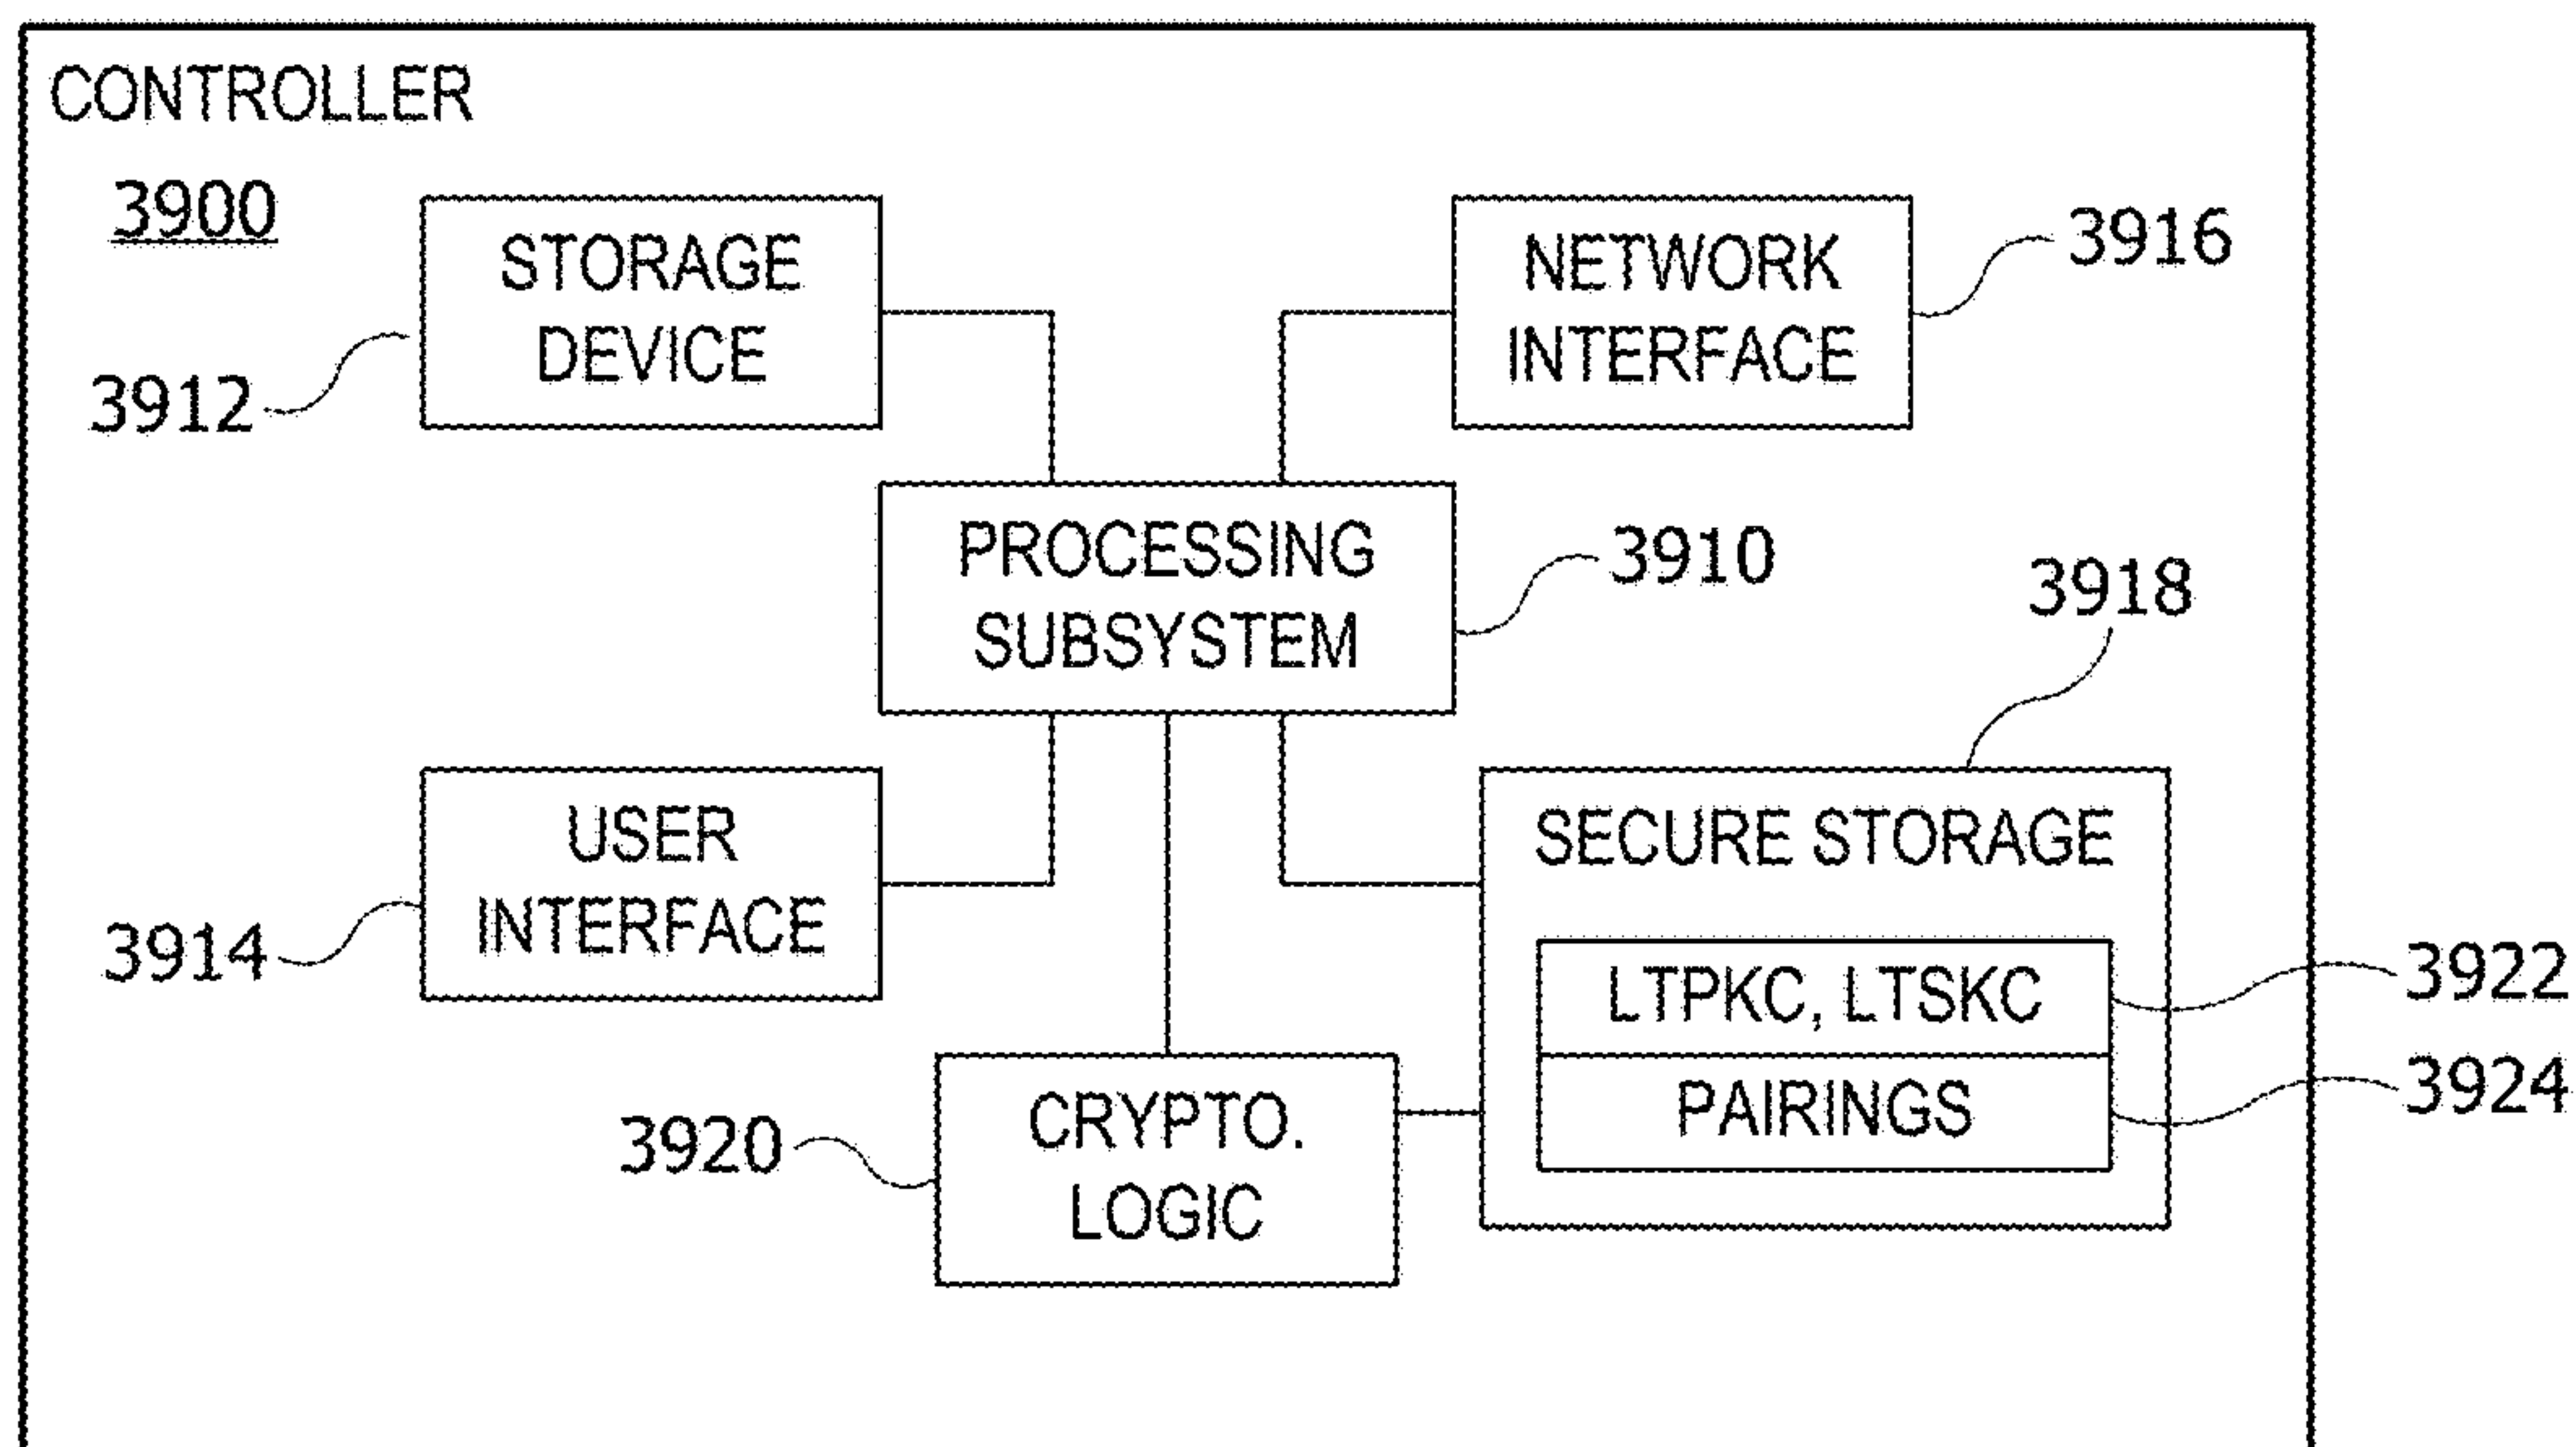 CONTROLLER
3900
STORAGE
DEVICE
3912
NETWORK
INTERFACE
3916
PROCESSING
SUBSYSTEM
3910
3918
USER
INTERFACE
3914
SECURE STORAGE
LTPKC, LTSKC
3922
PAIRINGS
3924
CRYPTO.
LOGIC
3920